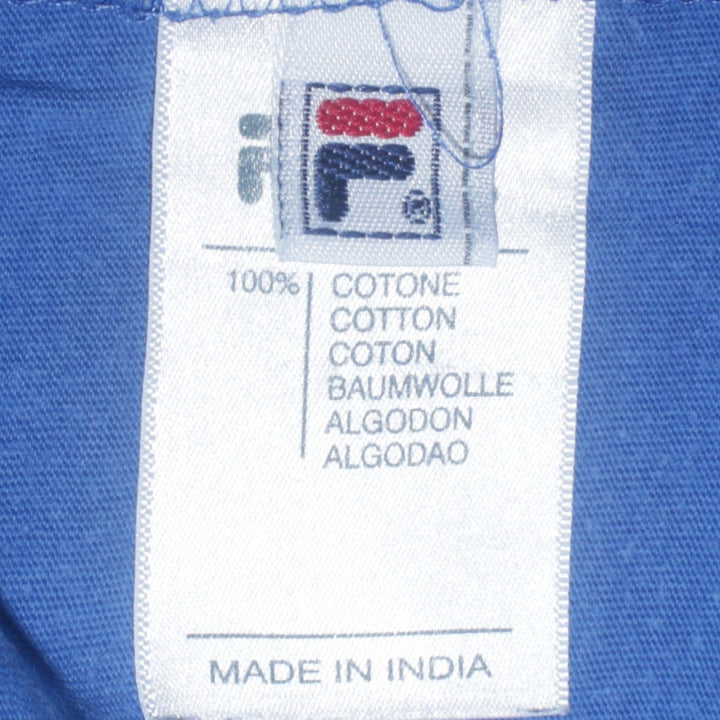 F
®
100% COTONE
COTTON
COTON
BAUMWOLLE
ALGODON
ALGODAO
MADE IN INDIA